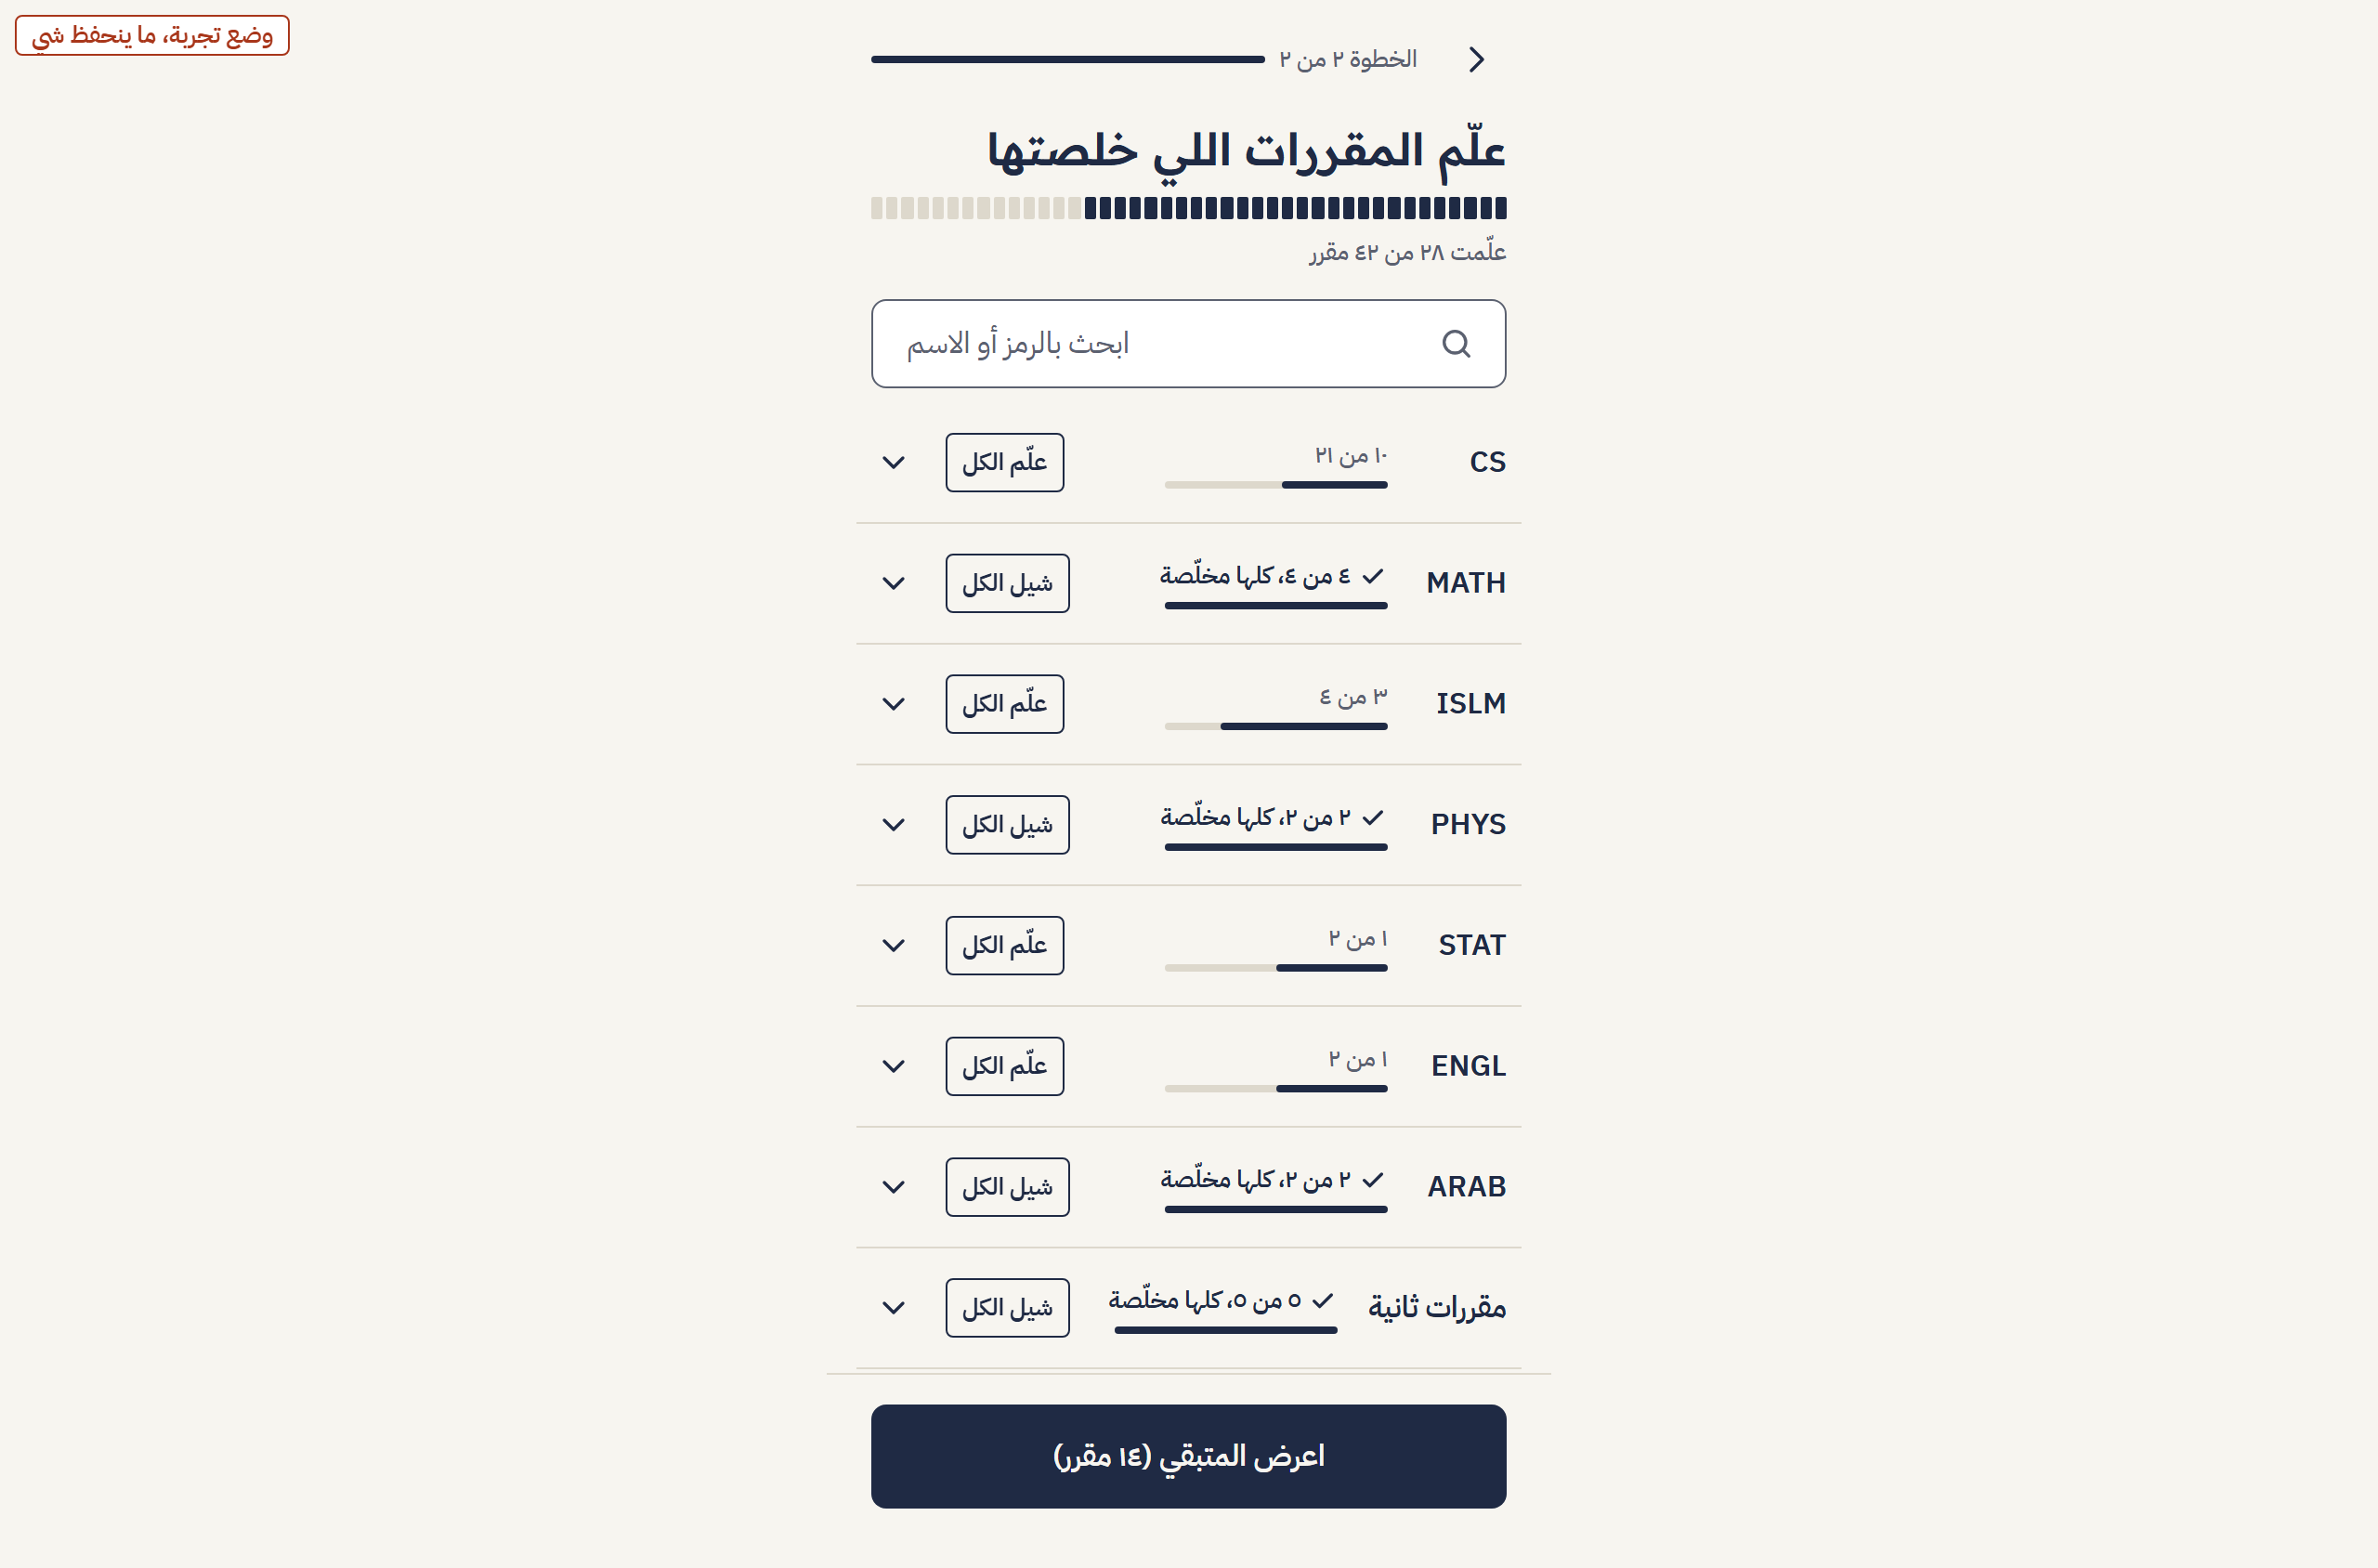 وضع تجربة، ما ينحفظ شي
الخطوة ٢ من ٢
علّم المقررات اللي خلصتها
علّمت ٢٨ من ٤٢ مقرر
ابحث بالرمز أو الاسم
CS ١٠ من ٢١ علّم الكل
MATH ٤ من ٤، كلها مخلّصة شيل الكل
ISLM ٣ من ٤ علّم الكل
PHYS ٢ من ٢، كلها مخلّصة شيل الكل
STAT ١ من ٢ علّم الكل
ENGL ١ من ٢ علّم الكل
ARAB ٢ من ٢، كلها مخلّصة شيل الكل
مقررات ثانية ٥ من ٥، كلها مخلّصة شيل الكل
اعرض المتبقي (١٤ مقرر)